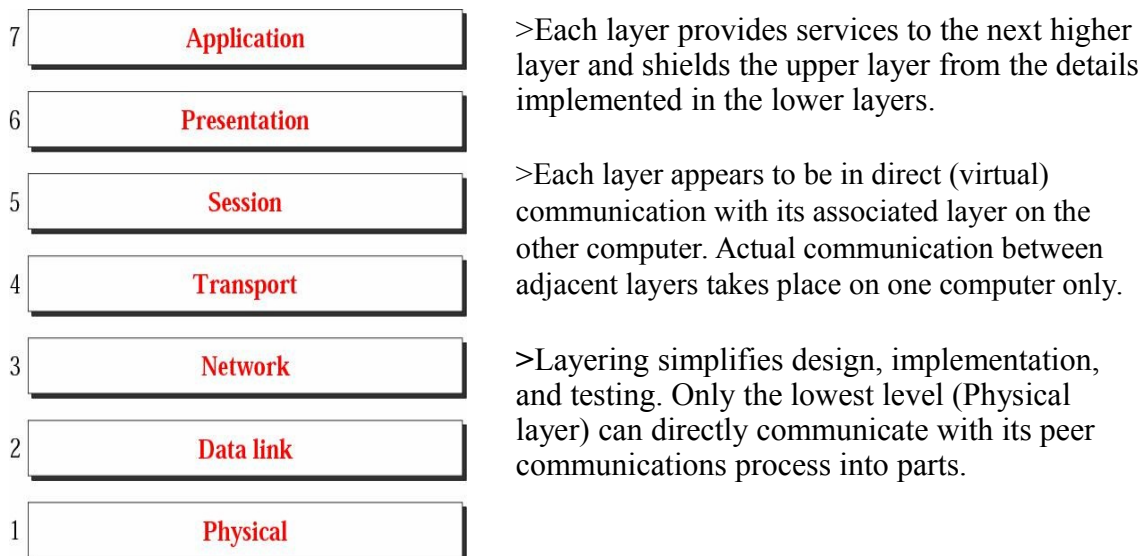 7 Application
6 Presentation
5 Session
4 Transport
3 Network
2 Data link
1 Physical
>Each layer provides services to the next higher
layer and shields the upper layer from the details
implemented in the lower layers.
>Each layer appears to be in direct (virtual)
communication with its associated layer on the
other computer. Actual communication between
adjacent layers takes place on one computer only.
>Layering simplifies design, implementation,
and testing. Only the lowest level (Physical
layer) can directly communicate with its peer
communications process into parts.